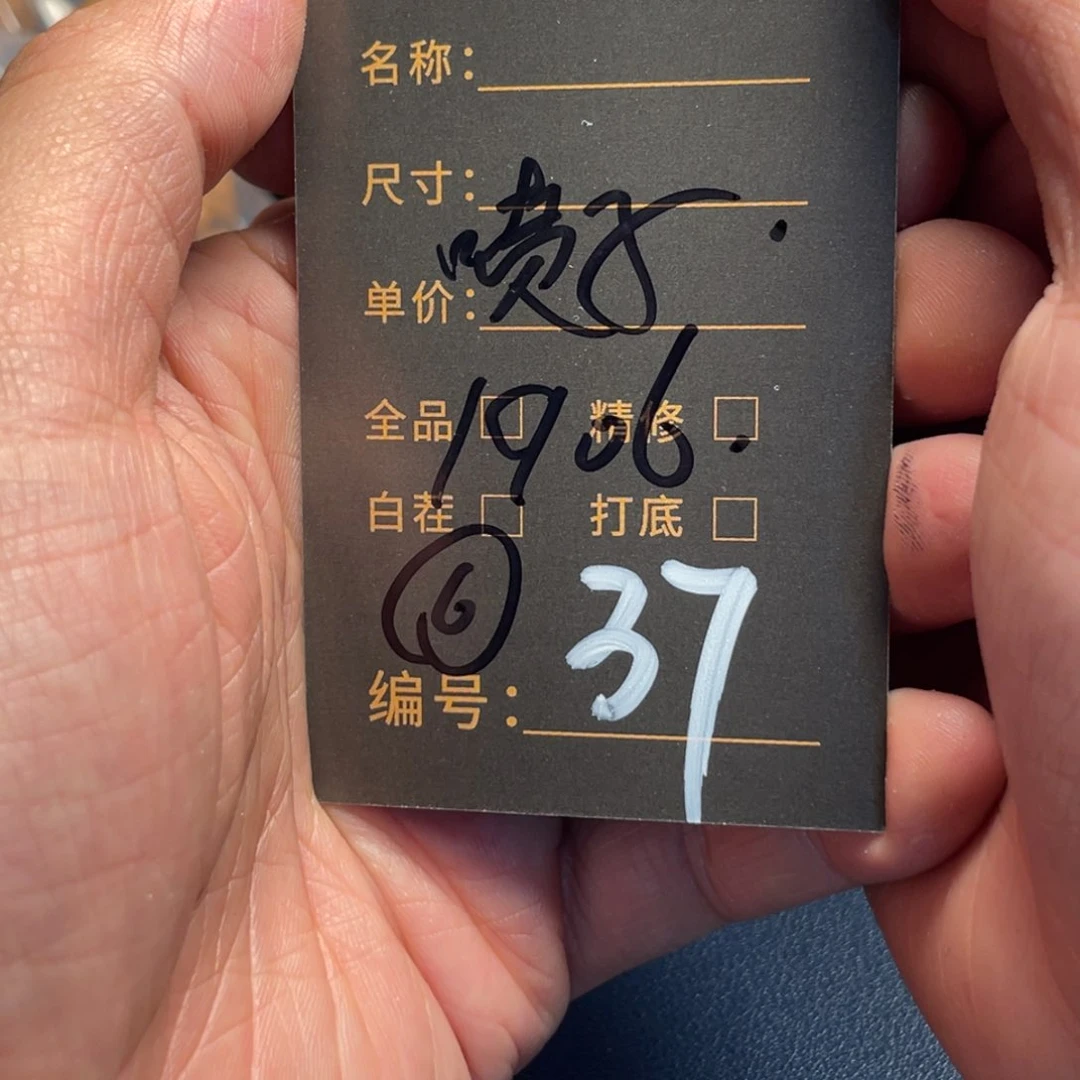 名称：
尺寸：
喷子.
单价：
1906.
全品 □ 精修 □
白茬 □ 打底 □
⑥ 37
编号：